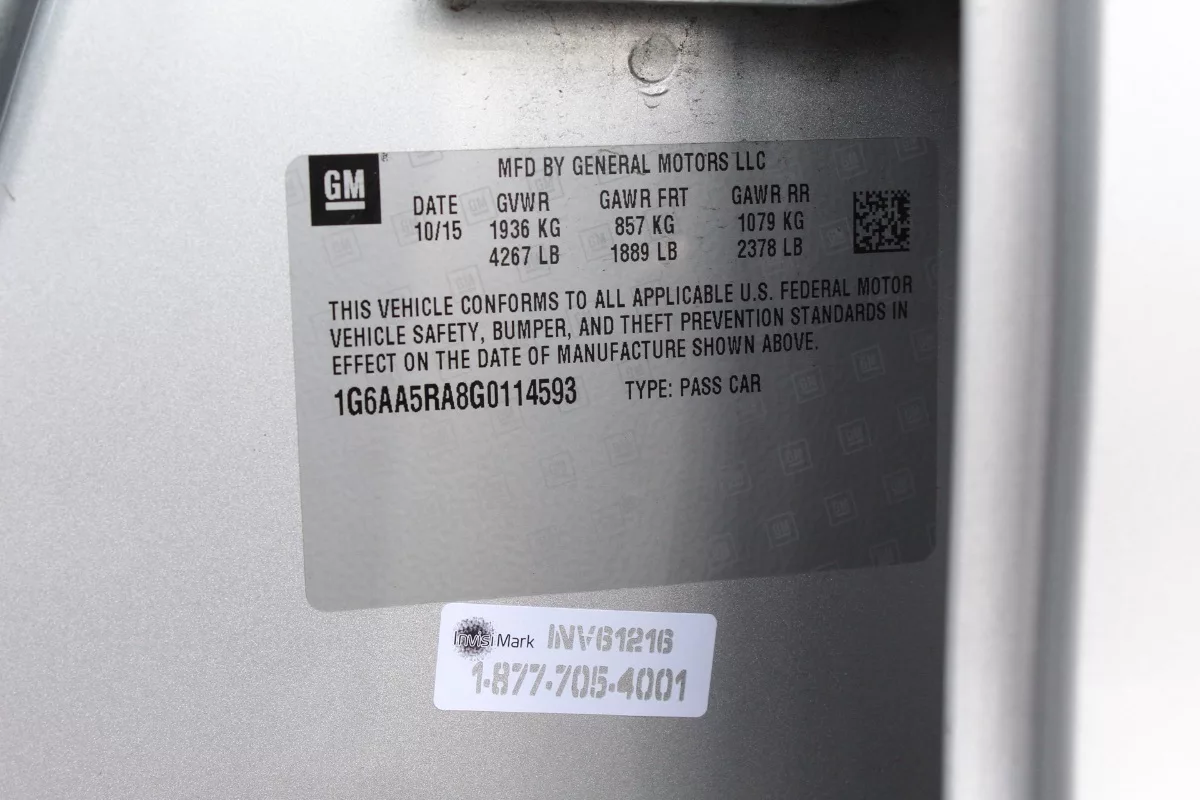 GM
MFD BY GENERAL MOTORS LLC
DATE GVWR GAWR FRT GAWR RR
10/15 1936 KG 857 KG 1079 KG
4267 LB 1889 LB 2378 LB
THIS VEHICLE CONFORMS TO ALL APPLICABLE U.S. FEDERAL MOTOR
VEHICLE SAFETY, BUMPER, AND THEFT PREVENTION STANDARDS IN
EFFECT ON THE DATE OF MANUFACTURE SHOWN ABOVE.
1G6AA5RA8G0114593 TYPE: PASS CAR
InvisiMark INV61216
1-877-705-4001